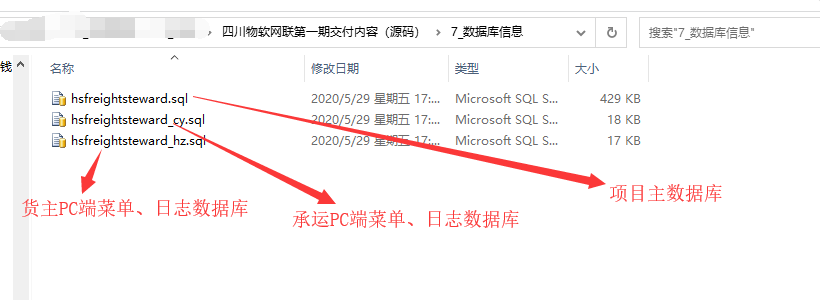 四川物软网联第一期交付内容（源码） > 7_数据库信息
搜索"7_数据库信息"
钱
名称 修改日期 类型 大小
hsfreightsteward.sql 2020/5/29 星期五 17:... Microsoft SQL S... 429 KB
hsfreightsteward_cy.sql 2020/5/29 星期五 17:... Microsoft SQL S... 18 KB
hsfreightsteward_hz.sql 2020/5/29 星期五 17:... Microsoft SQL S... 17 KB
项目主数据库
货主PC端菜单、日志数据库
承运PC端菜单、日志数据库